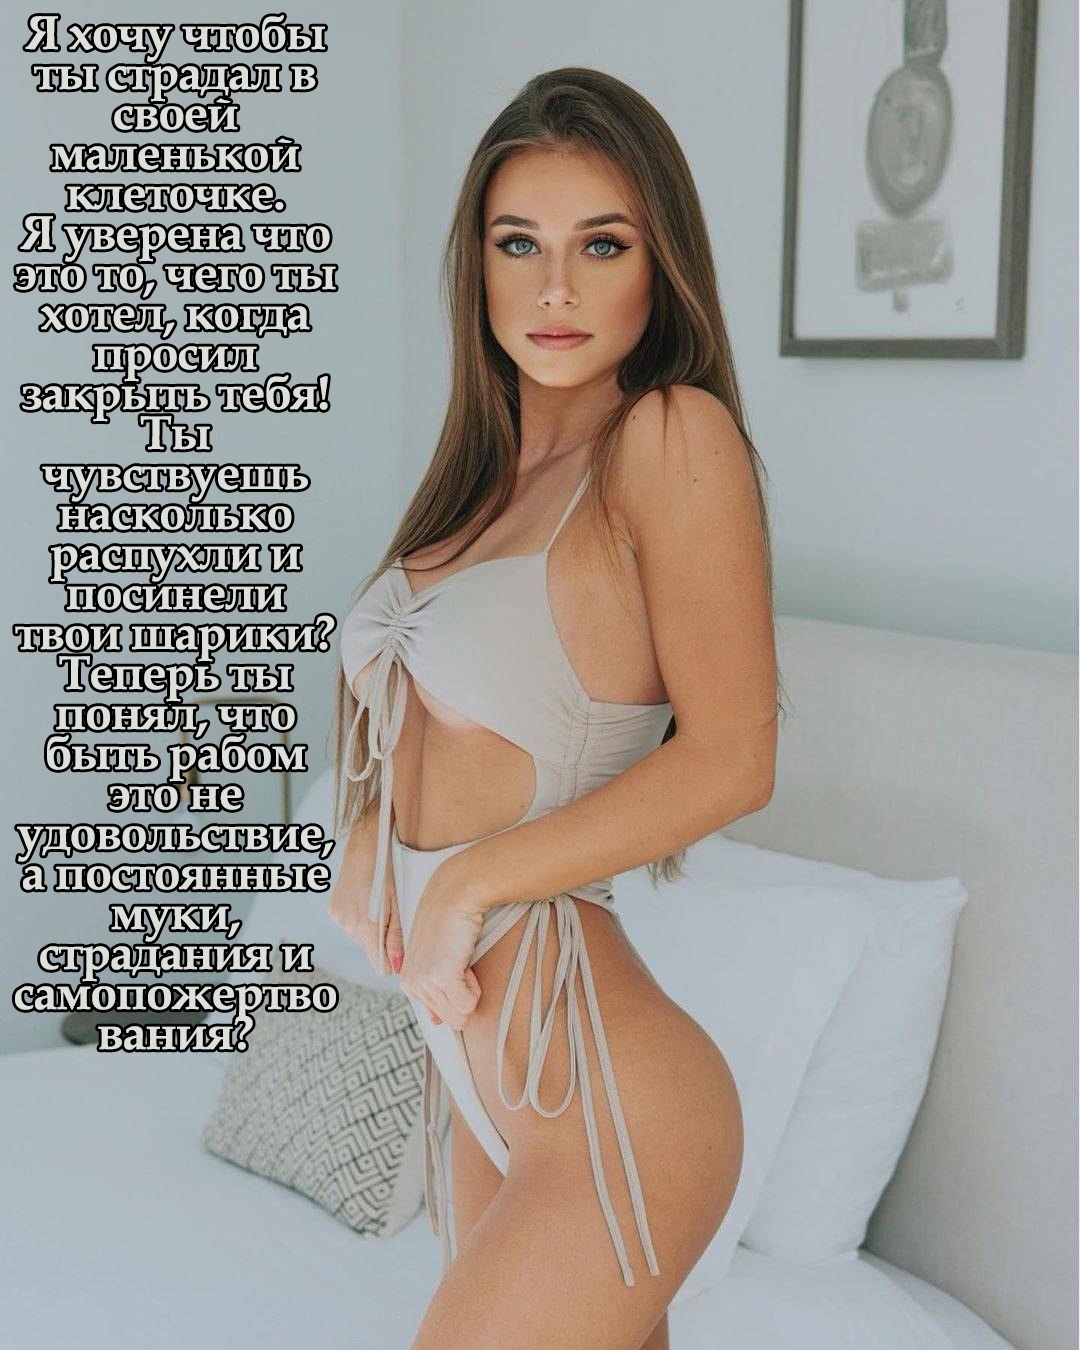 Я хочу чтобы
ты страдал в
своей
маленькой
клеточке.
Я уверена что
это то, чего ты
хотел, когда
просил
закрыть тебя!
Ты
чувствуешь
насколько
распухли и
посинели
твои шарики?
Теперь ты
понял, что
быть рабом
это не
удовольствие,
а постоянные
муки,
страдания и
самопожертво
вания?